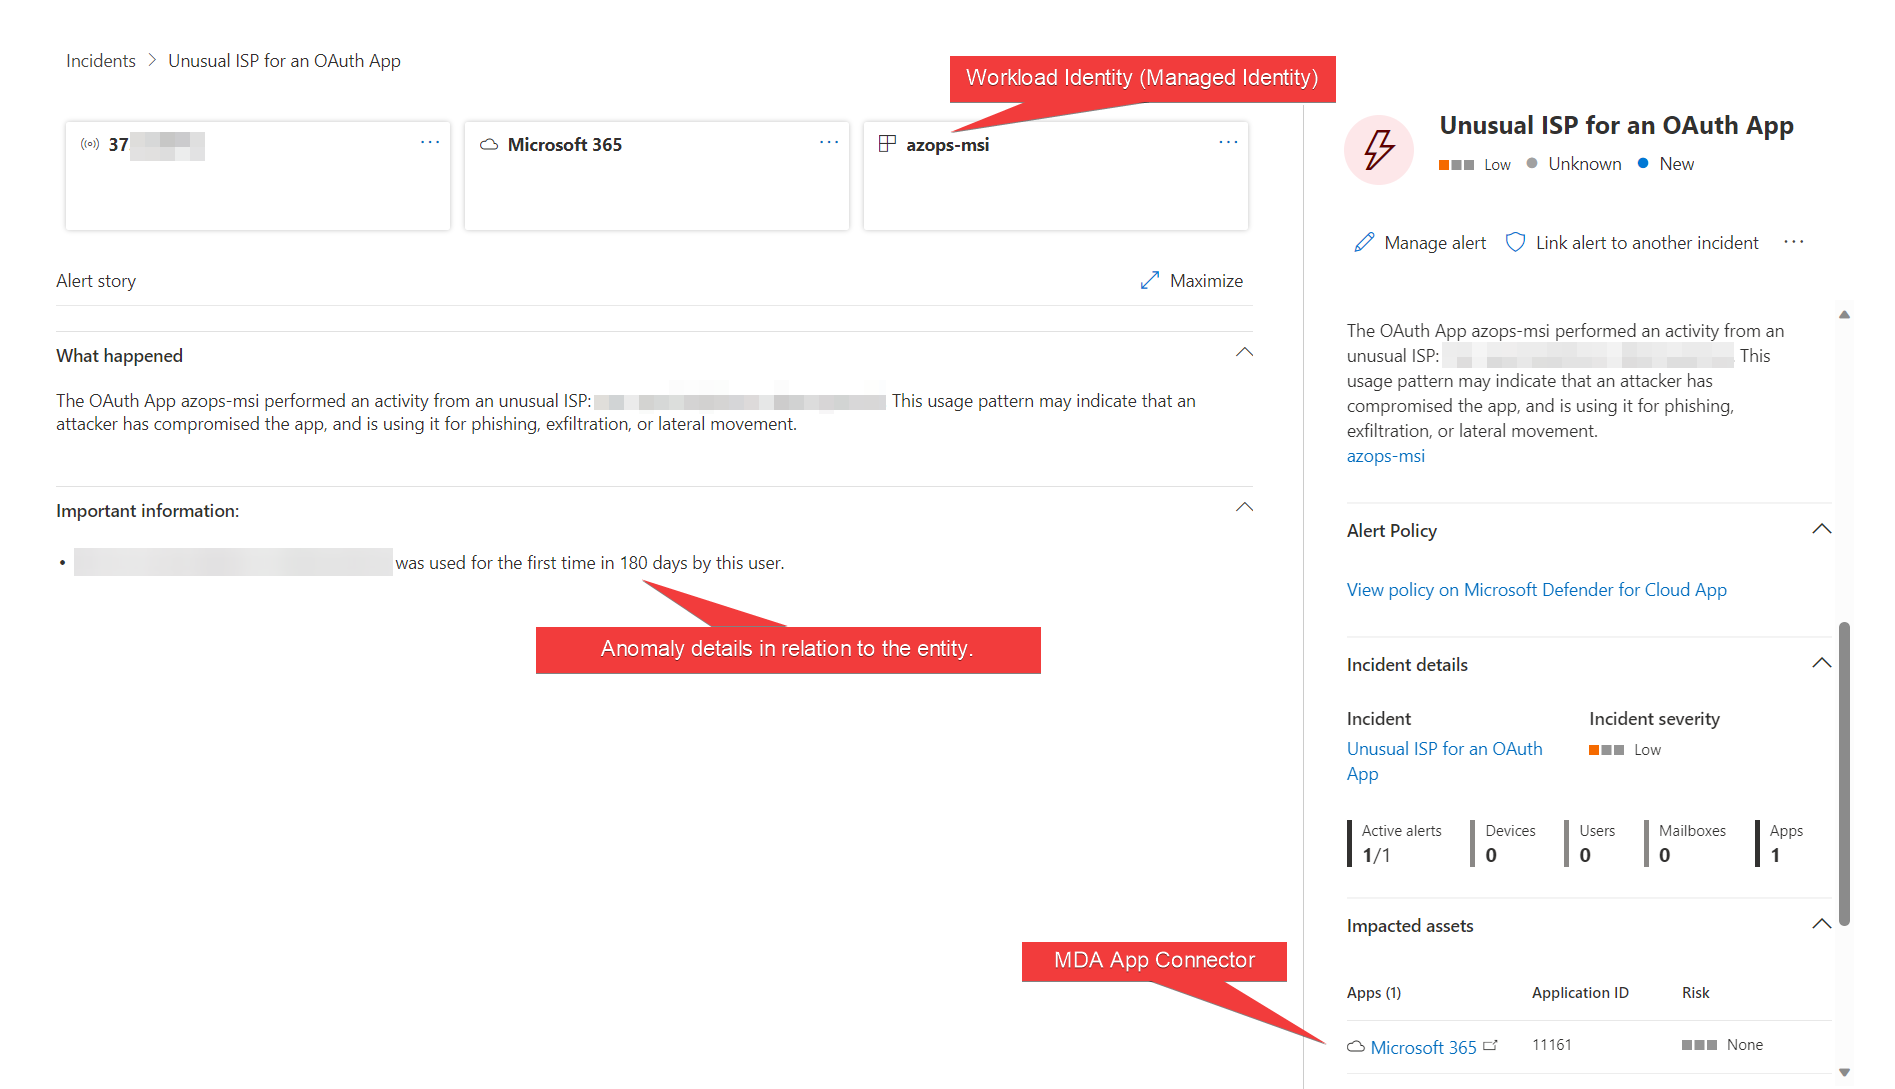 Incidents > Unusual ISP for an OAuth App
Workload Identity (Managed Identity)
37
Microsoft 365
azops-msi
Alert story
Maximize
What happened
The OAuth App azops-msi performed an activity from an unusual ISP: This usage pattern may indicate that an
attacker has compromised the app, and is using it for phishing, exfiltration, or lateral movement.
Important information:
• was used for the first time in 180 days by this user.
Anomaly details in relation to the entity.
Unusual ISP for an OAuth App
Low Unknown New
Manage alert Link alert to another incident ...
The OAuth App azops-msi performed an activity from an
unusual ISP: This
usage pattern may indicate that an attacker has
compromised the app, and is using it for phishing,
exfiltration, or lateral movement.
azops-msi
Alert Policy
View policy on Microsoft Defender for Cloud App
Incident details
Incident Incident severity
Unusual ISP for an OAuth Low
App
Active alerts Devices Users Mailboxes Apps
1/1 0 0 0 1
Impacted assets
MDA App Connector
Apps (1) Application ID Risk
Microsoft 365 11161 None